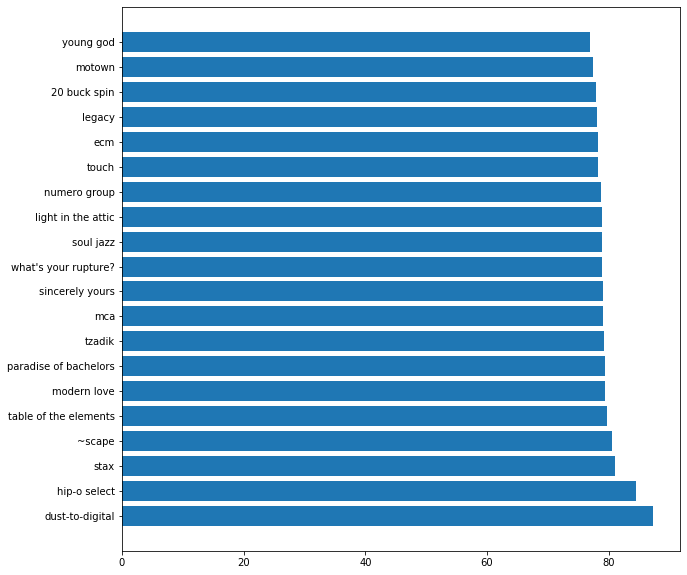 young god
motown
20 buck spin
legacy
ecm
touch
numero group
light in the attic
soul jazz
what's your rupture?
sincerely yours
mca
tzadik
paradise of bachelors
modern love
table of the elements
~scape
stax
hip-o select
dust-to-digital
0 20 40 60 80